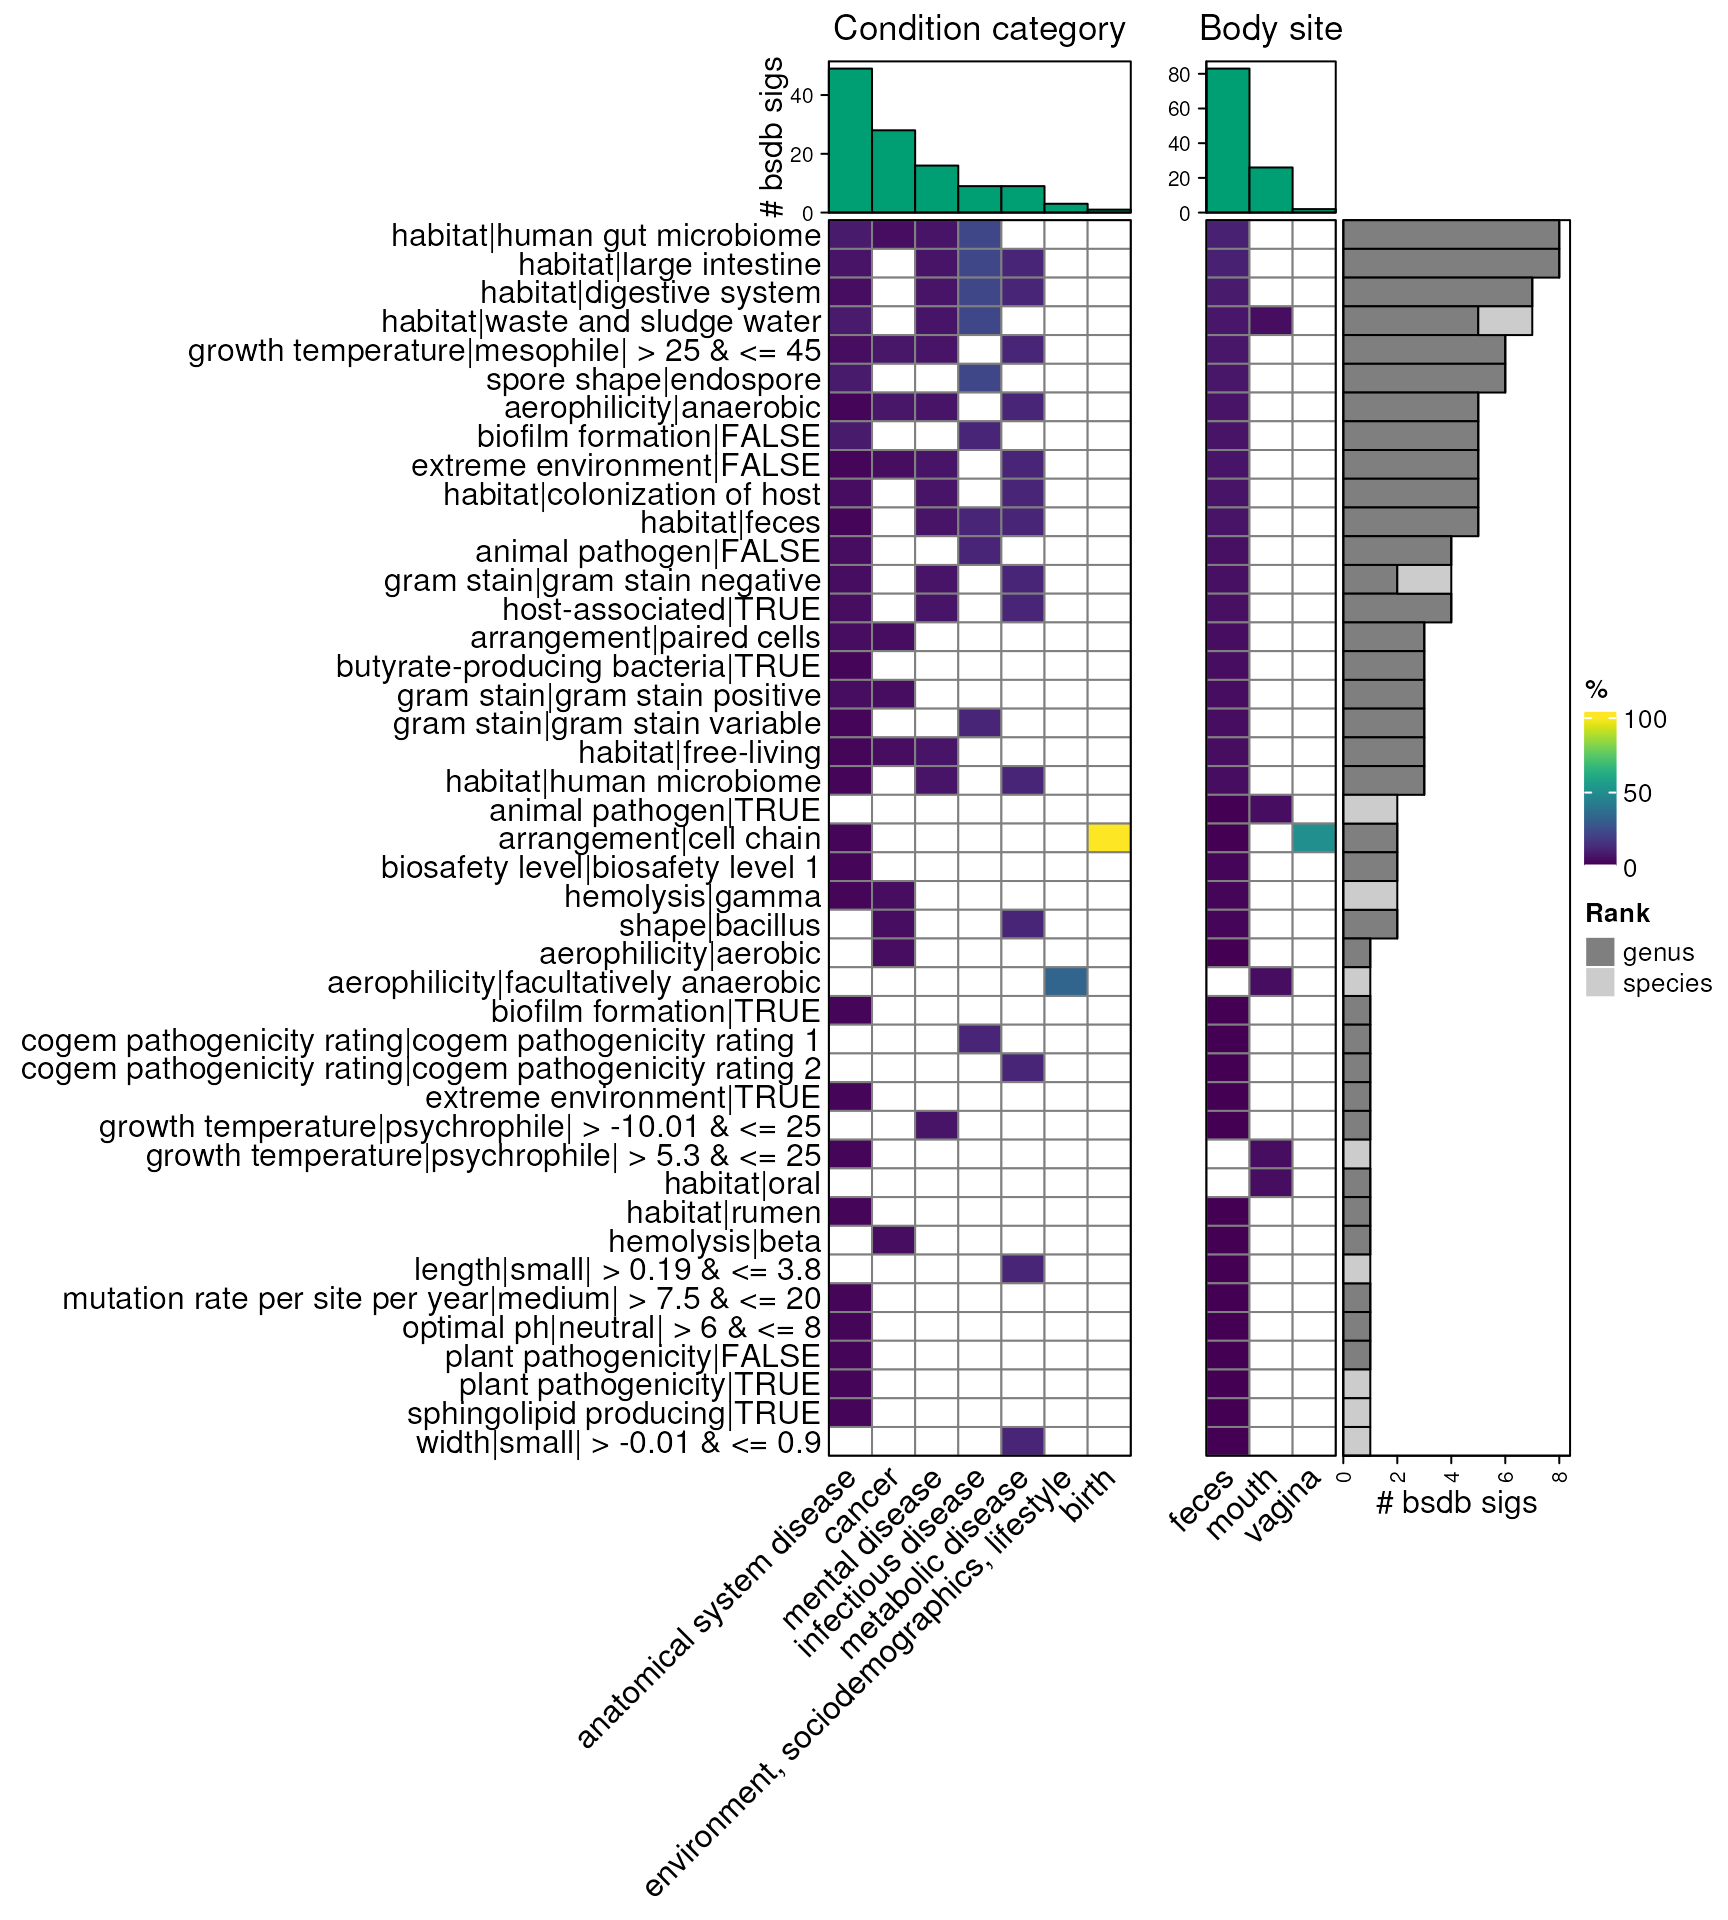 Condition category
Body site
# bsdb sigs
40
20
0
80
60
40
20
0
habitat|human gut microbiome
habitat|large intestine
habitat|digestive system
habitat|waste and sludge water
growth temperature|mesophile| > 25 & <= 45
spore shape|endospore
aerophilicity|anaerobic
biofilm formation|FALSE
extreme environment|FALSE
habitat|colonization of host
habitat|feces
animal pathogen|FALSE
gram stain|gram stain negative
host-associated|TRUE
arrangement|paired cells
butyrate-producing bacteria|TRUE
gram stain|gram stain positive
gram stain|gram stain variable
habitat|free-living
habitat|human microbiome
animal pathogen|TRUE
arrangement|cell chain
biosafety level|biosafety level 1
hemolysis|gamma
shape|bacillus
aerophilicity|aerobic
aerophilicity|facultatively anaerobic
biofilm formation|TRUE
cogem pathogenicity rating|cogem pathogenicity rating 1
cogem pathogenicity rating|cogem pathogenicity rating 2
extreme environment|TRUE
growth temperature|psychrophile| > -10.01 & <= 25
growth temperature|psychrophile| > 5.3 & <= 25
habitat|oral
habitat|rumen
hemolysis|beta
length|small| > 0.19 & <= 3.8
mutation rate per site per year|medium| > 7.5 & <= 20
optimal ph|neutral| > 6 & <= 8
plant pathogenicity|FALSE
plant pathogenicity|TRUE
sphingolipid producing|TRUE
width|small| > -0.01 & <= 0.9
anatomical system disease
cancer
mental disease
infectious disease
metabolic disease
environment, sociodemographics, lifestyle
birth
feces
mouth
vagina
0
2
4
6
8
# bsdb sigs
%
100
50
0
Rank
genus
species